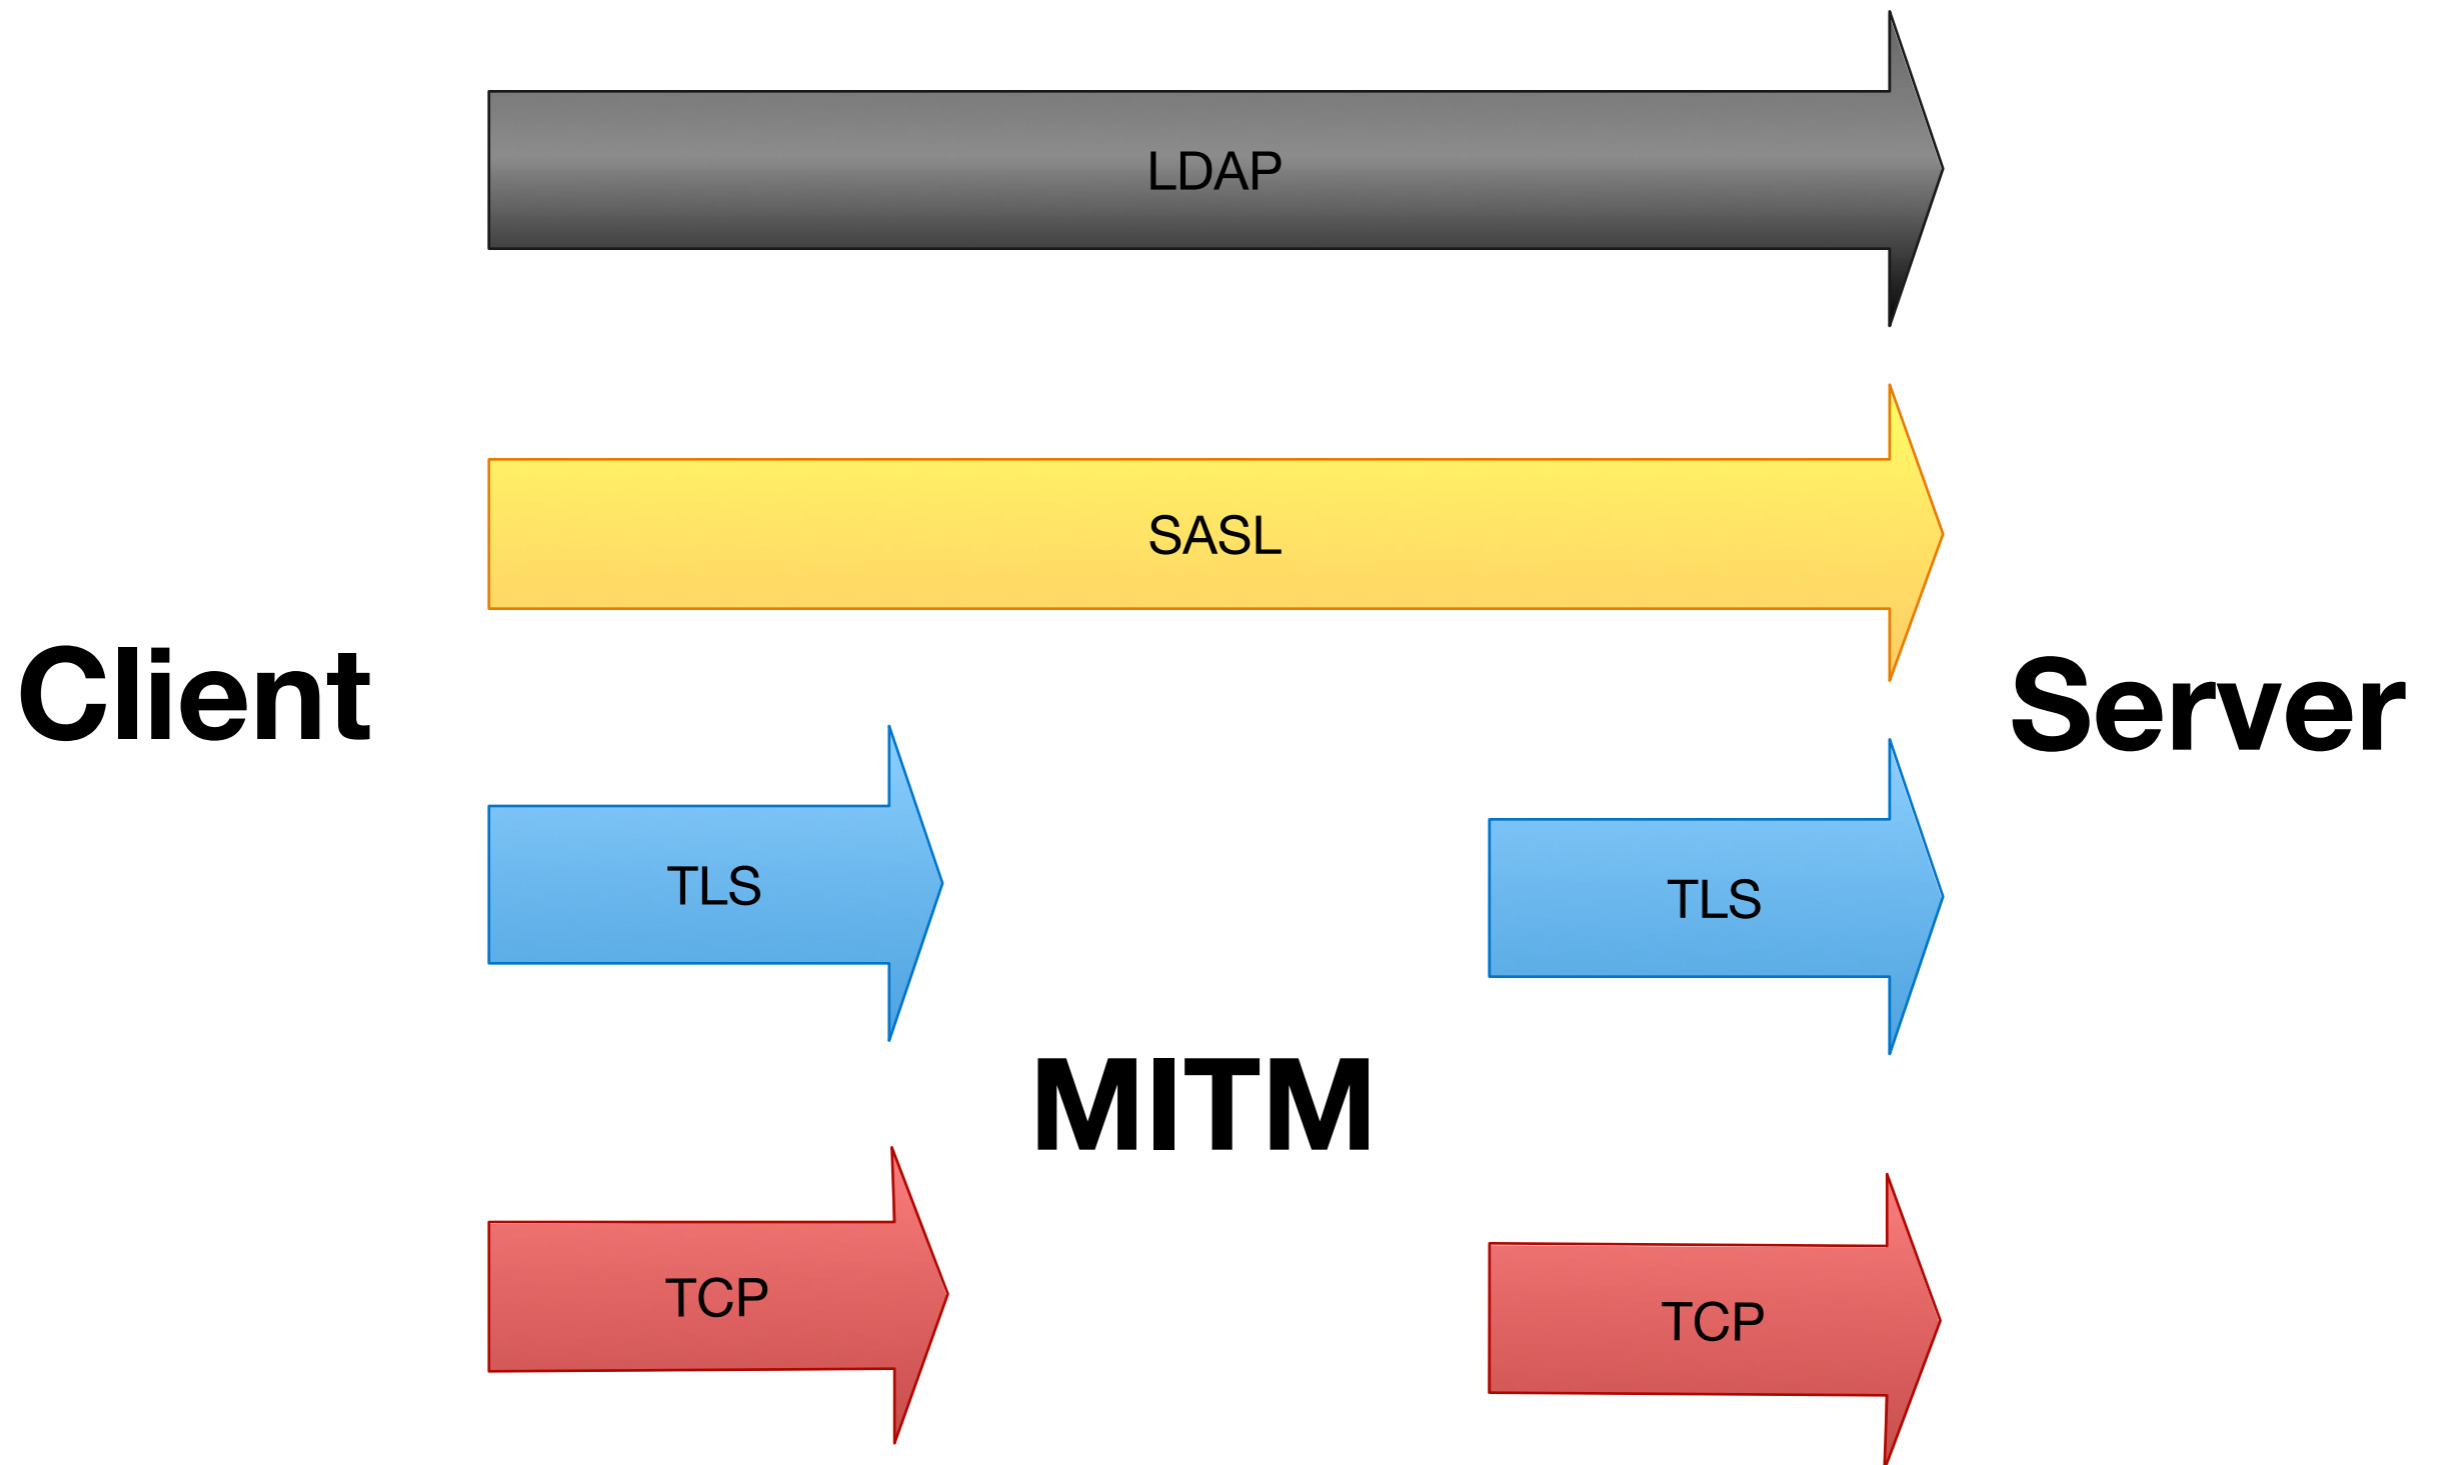 LDAP
SASL
Client
Server
TLS
TLS
MITM
TCP
TCP